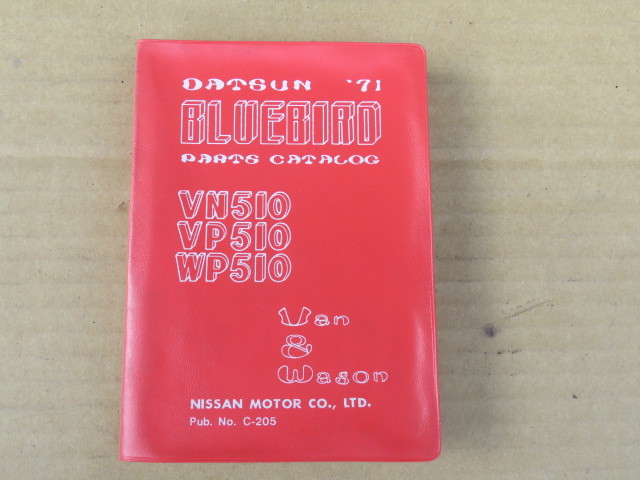 DATSUN '71
BLUEBIRD
PARTS CATALOG
VN510
VP510
WP510
Van
&
Wagon
NISSAN MOTOR CO., LTD.
Pub. No. C-205